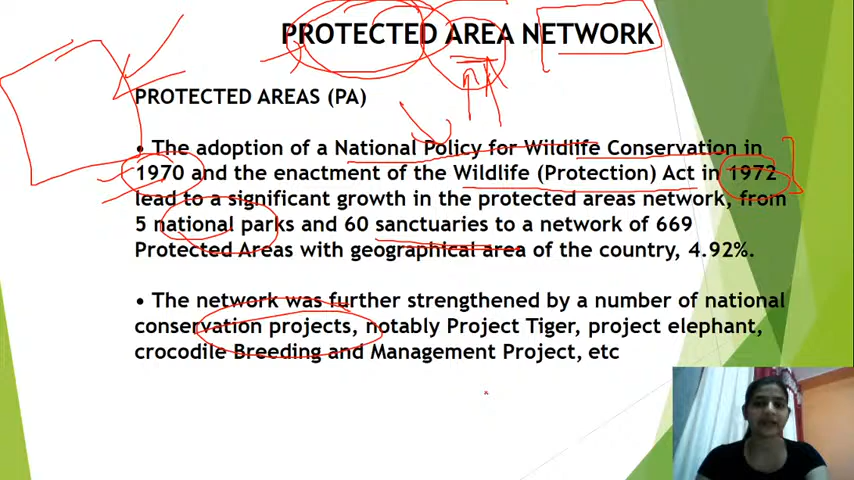 PROTECTED AREA NETWORK
PROTECTED AREAS (PA)
• The adoption of a National Policy for Wildlife Conservation in
1970 and the enactment of the Wildlife (Protection) Act in 1972
lead to a significant growth in the protected areas network, from
5 national parks and 60 sanctuaries to a network of 669
Protected Areas with geographical area of the country, 4.92%.
• The network was further strengthened by a number of national
conservation projects, notably Project Tiger, project elephant,
crocodile Breeding and Management Project, etc